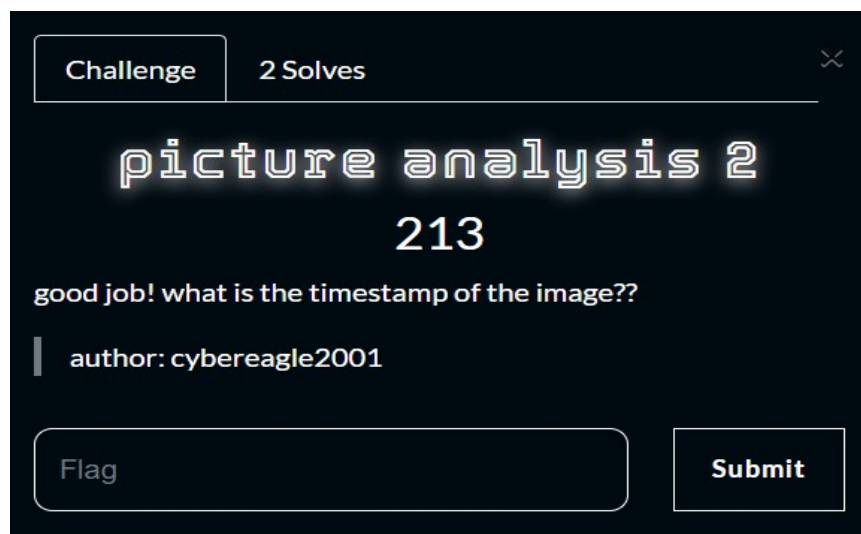 Challenge
2 Solves
picture analysis 2
213
good job! what is the timestamp of the image??
author: cybereagle2001
Flag
Submit